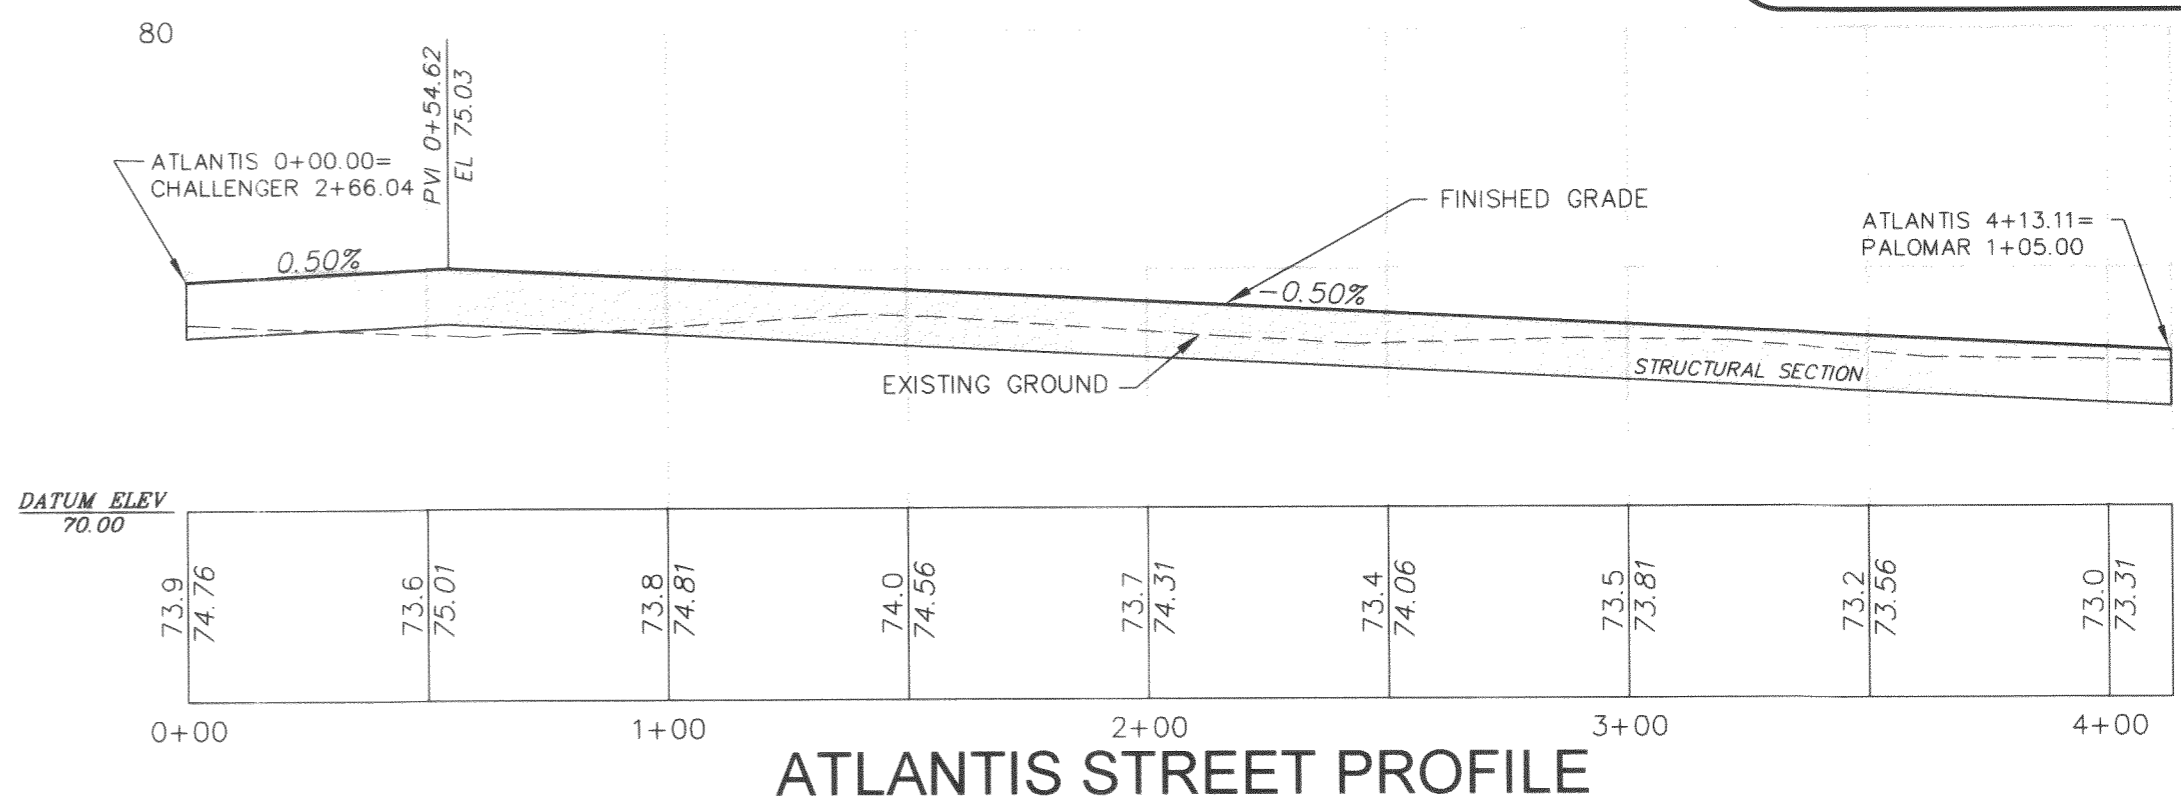 80
PVI 0+54.62
EL 75.03
ATLANTIS 0+00.00=
CHALLENGER 2+66.04
FINISHED GRADE
ATLANTIS 4+13.11=
PALOMAR 1+05.00
0.50%
-0.50%
STRUCTURAL SECTION
EXISTING GROUND
DATUM ELEV
70.00
73.9
74.76
73.6
75.01
73.8
74.81
74.0
74.56
73.7
74.31
73.4
74.06
73.5
73.81
73.2
73.56
73.0
73.31
0+00
1+00
2+00
3+00
4+00
ATLANTIS STREET PROFILE